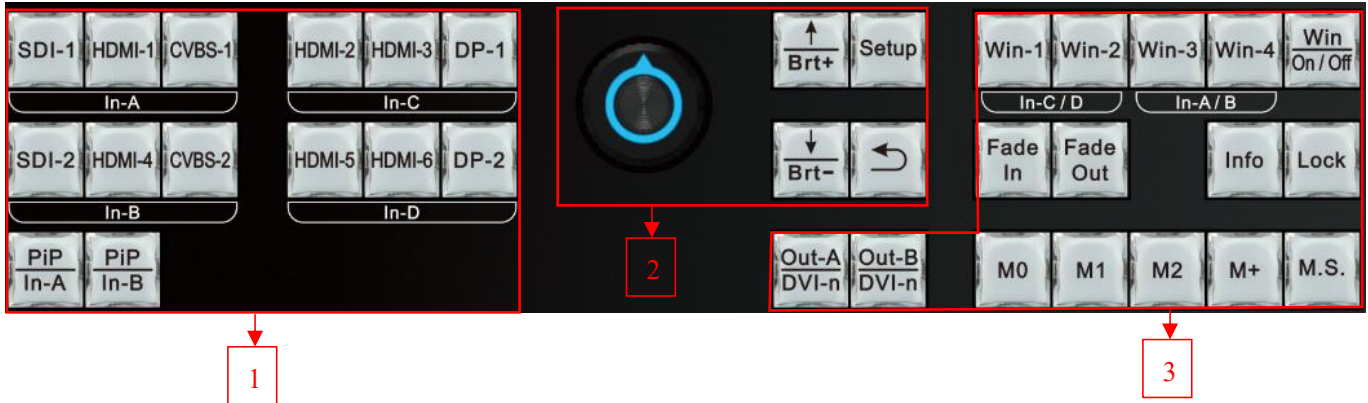 SDI-1 HDMI-1 CVBS-1 HDMI-2 HDMI-3 DP-1
In-A In-C
SDI-2 HDMI-4 CVBS-2 HDMI-5 HDMI-6 DP-2
In-B In-D
PiP
In-A
PiP
In-B
1
↑
Brt+
Setup
↓
Brt-
2
Win-1 Win-2 Win-3 Win-4
Win
On / Off
In-C / D In-A / B
Fade
In
Fade
Out
Info Lock
Out-A
DVI-n
Out-B
DVI-n
M0 M1 M2 M+ M.S.
3